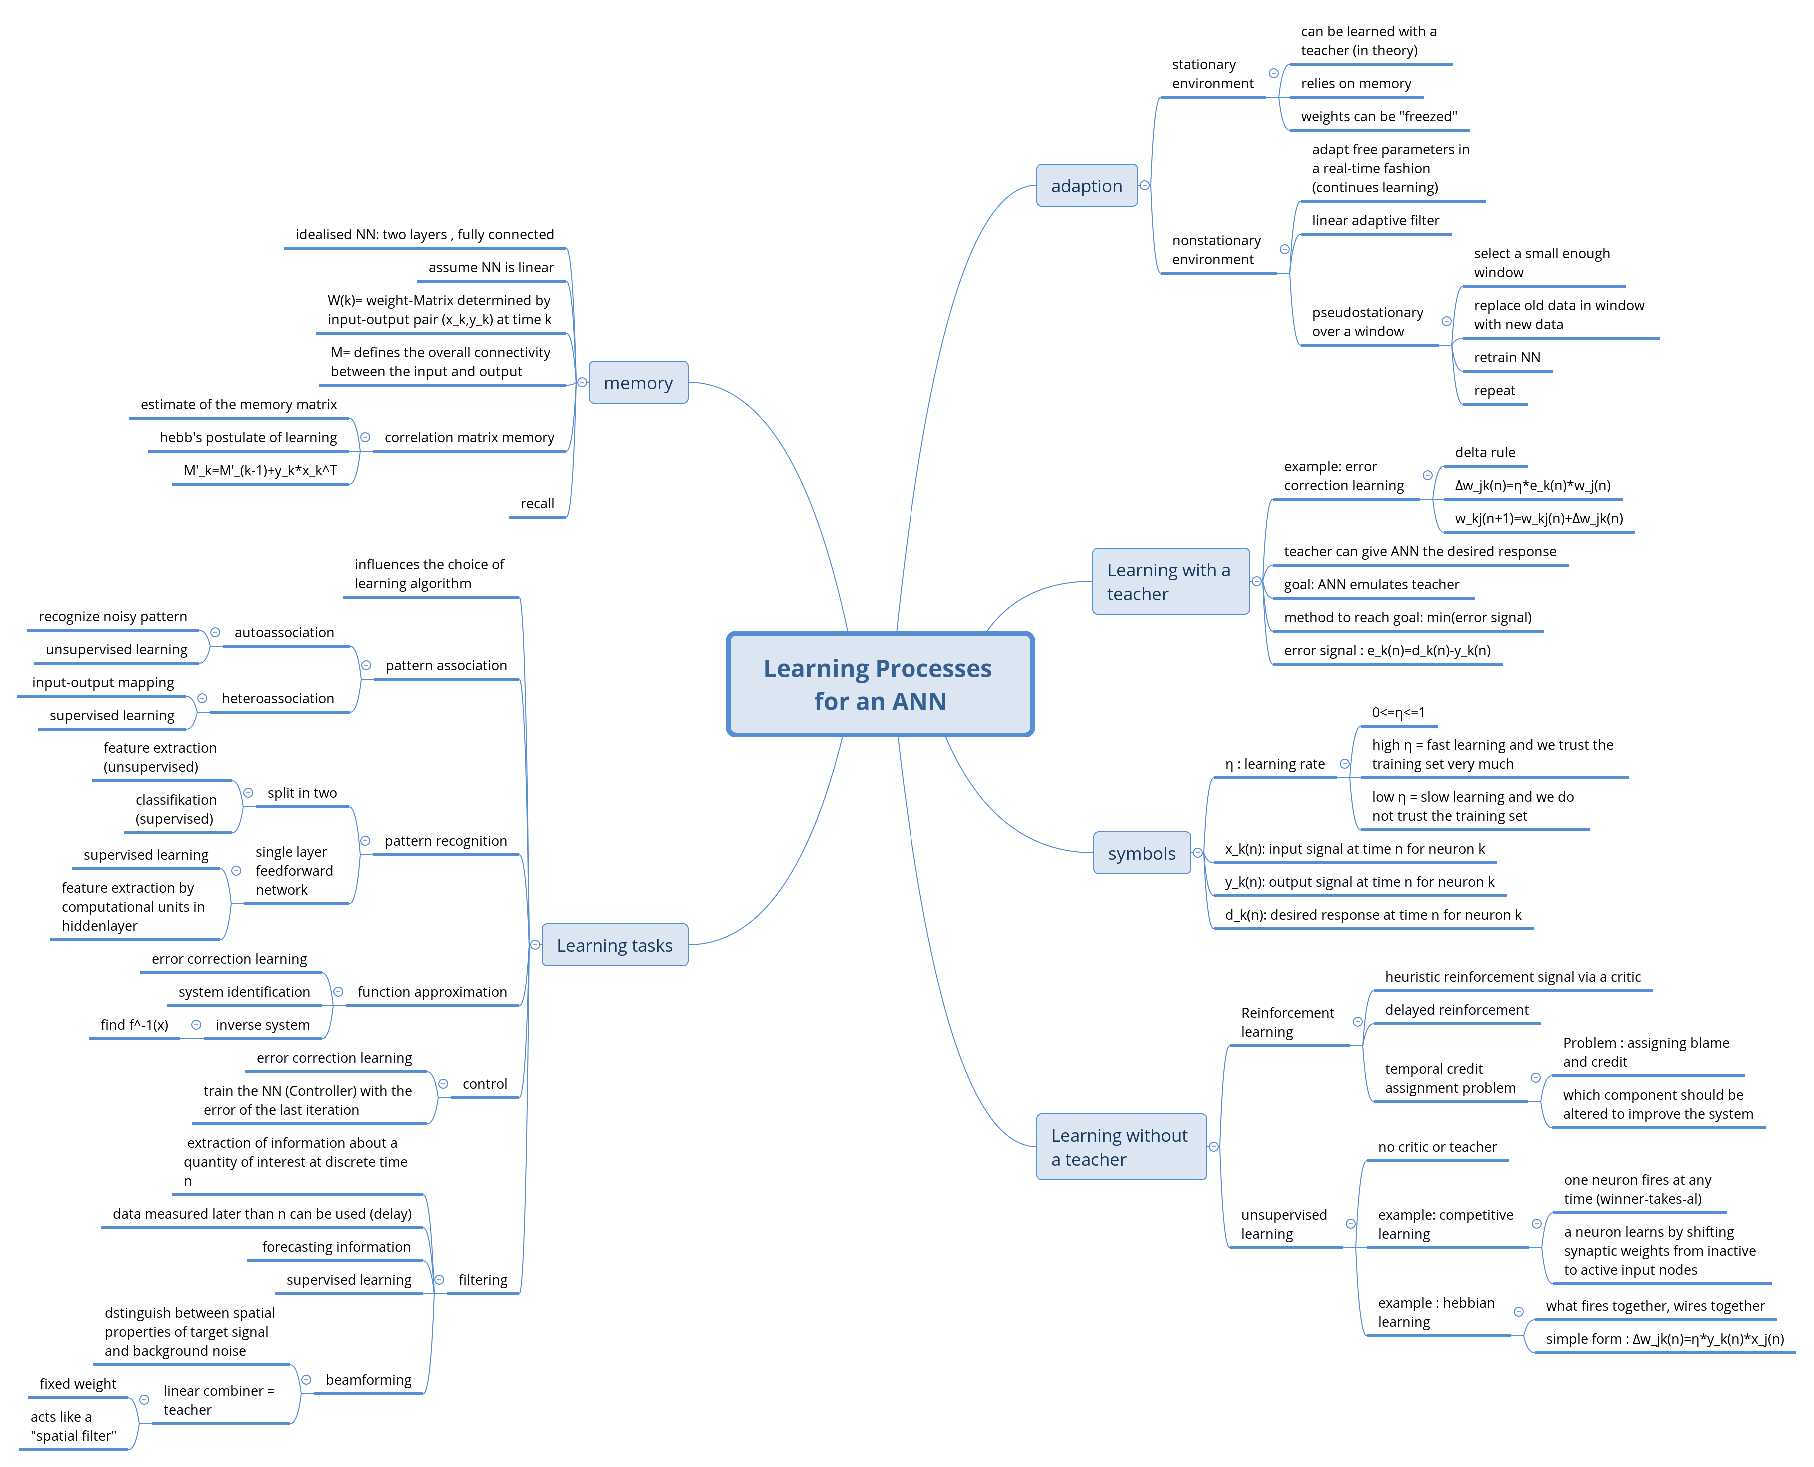 Learning Processes
for an ANN
adaption
stationary
environment
can be learned with a
teacher (in theory)
relies on memory
weights can be "freezed"
nonstationary
environment
adapt free parameters in
a real-time fashion
(continues learning)
linear adaptive filter
pseudostationary
over a window
select a small enough
window
replace old data in window
with new data
retrain NN
repeat
Learning with a
teacher
example: error
correction learning
delta rule
Δw_jk(n)=η*e_k(n)*w_j(n)
w_kj(n+1)=w_kj(n)+Δw_jk(n)
teacher can give ANN the desired response
goal: ANN emulates teacher
method to reach goal: min(error signal)
error signal : e_k(n)=d_k(n)-y_k(n)
symbols
η : learning rate
0<=η<=1
high η = fast learning and we trust the
training set very much
low η = slow learning and we do
not trust the training set
x_k(n): input signal at time n for neuron k
y_k(n): output signal at time n for neuron k
d_k(n): desired response at time n for neuron k
Learning without
a teacher
Reinforcement
learning
heuristic reinforcement signal via a critic
delayed reinforcement
temporal credit
assignment problem
Problem : assigning blame
and credit
which component should be
altered to improve the system
unsupervised
learning
no critic or teacher
example: competitive
learning
one neuron fires at any
time (winner-takes-al)
a neuron learns by shifting
synaptic weights from inactive
to active input nodes
example : hebbian
learning
what fires together, wires together
simple form : Δw_jk(n)=η*y_k(n)*x_j(n)
memory
idealised NN: two layers , fully connected
assume NN is linear
W(k)= weight-Matrix determined by
input-output pair (x_k,y_k) at time k
M= defines the overall connectivity
between the input and output
correlation matrix memory
estimate of the memory matrix
hebb's postulate of learning
M'_k=M'_(k-1)+y_k*x_k^T
recall
Learning tasks
influences the choice of
learning algorithm
pattern association
autoassociation
recognize noisy pattern
unsupervised learning
heteroassociation
input-output mapping
supervised learning
pattern recognition
split in two
feature extraction
(unsupervised)
classifikation
(supervised)
single layer
feedforward
network
supervised learning
feature extraction by
computational units in
hiddenlayer
function approximation
error correction learning
system identification
inverse system
find f^-1(x)
control
error correction learning
train the NN (Controller) with the
error of the last iteration
filtering
extraction of information about a
quantity of interest at discrete time
n
data measured later than n can be used (delay)
forecasting information
supervised learning
beamforming
dstinguish between spatial
properties of target signal
and background noise
linear combiner =
teacher
fixed weight
acts like a
"spatial filter"